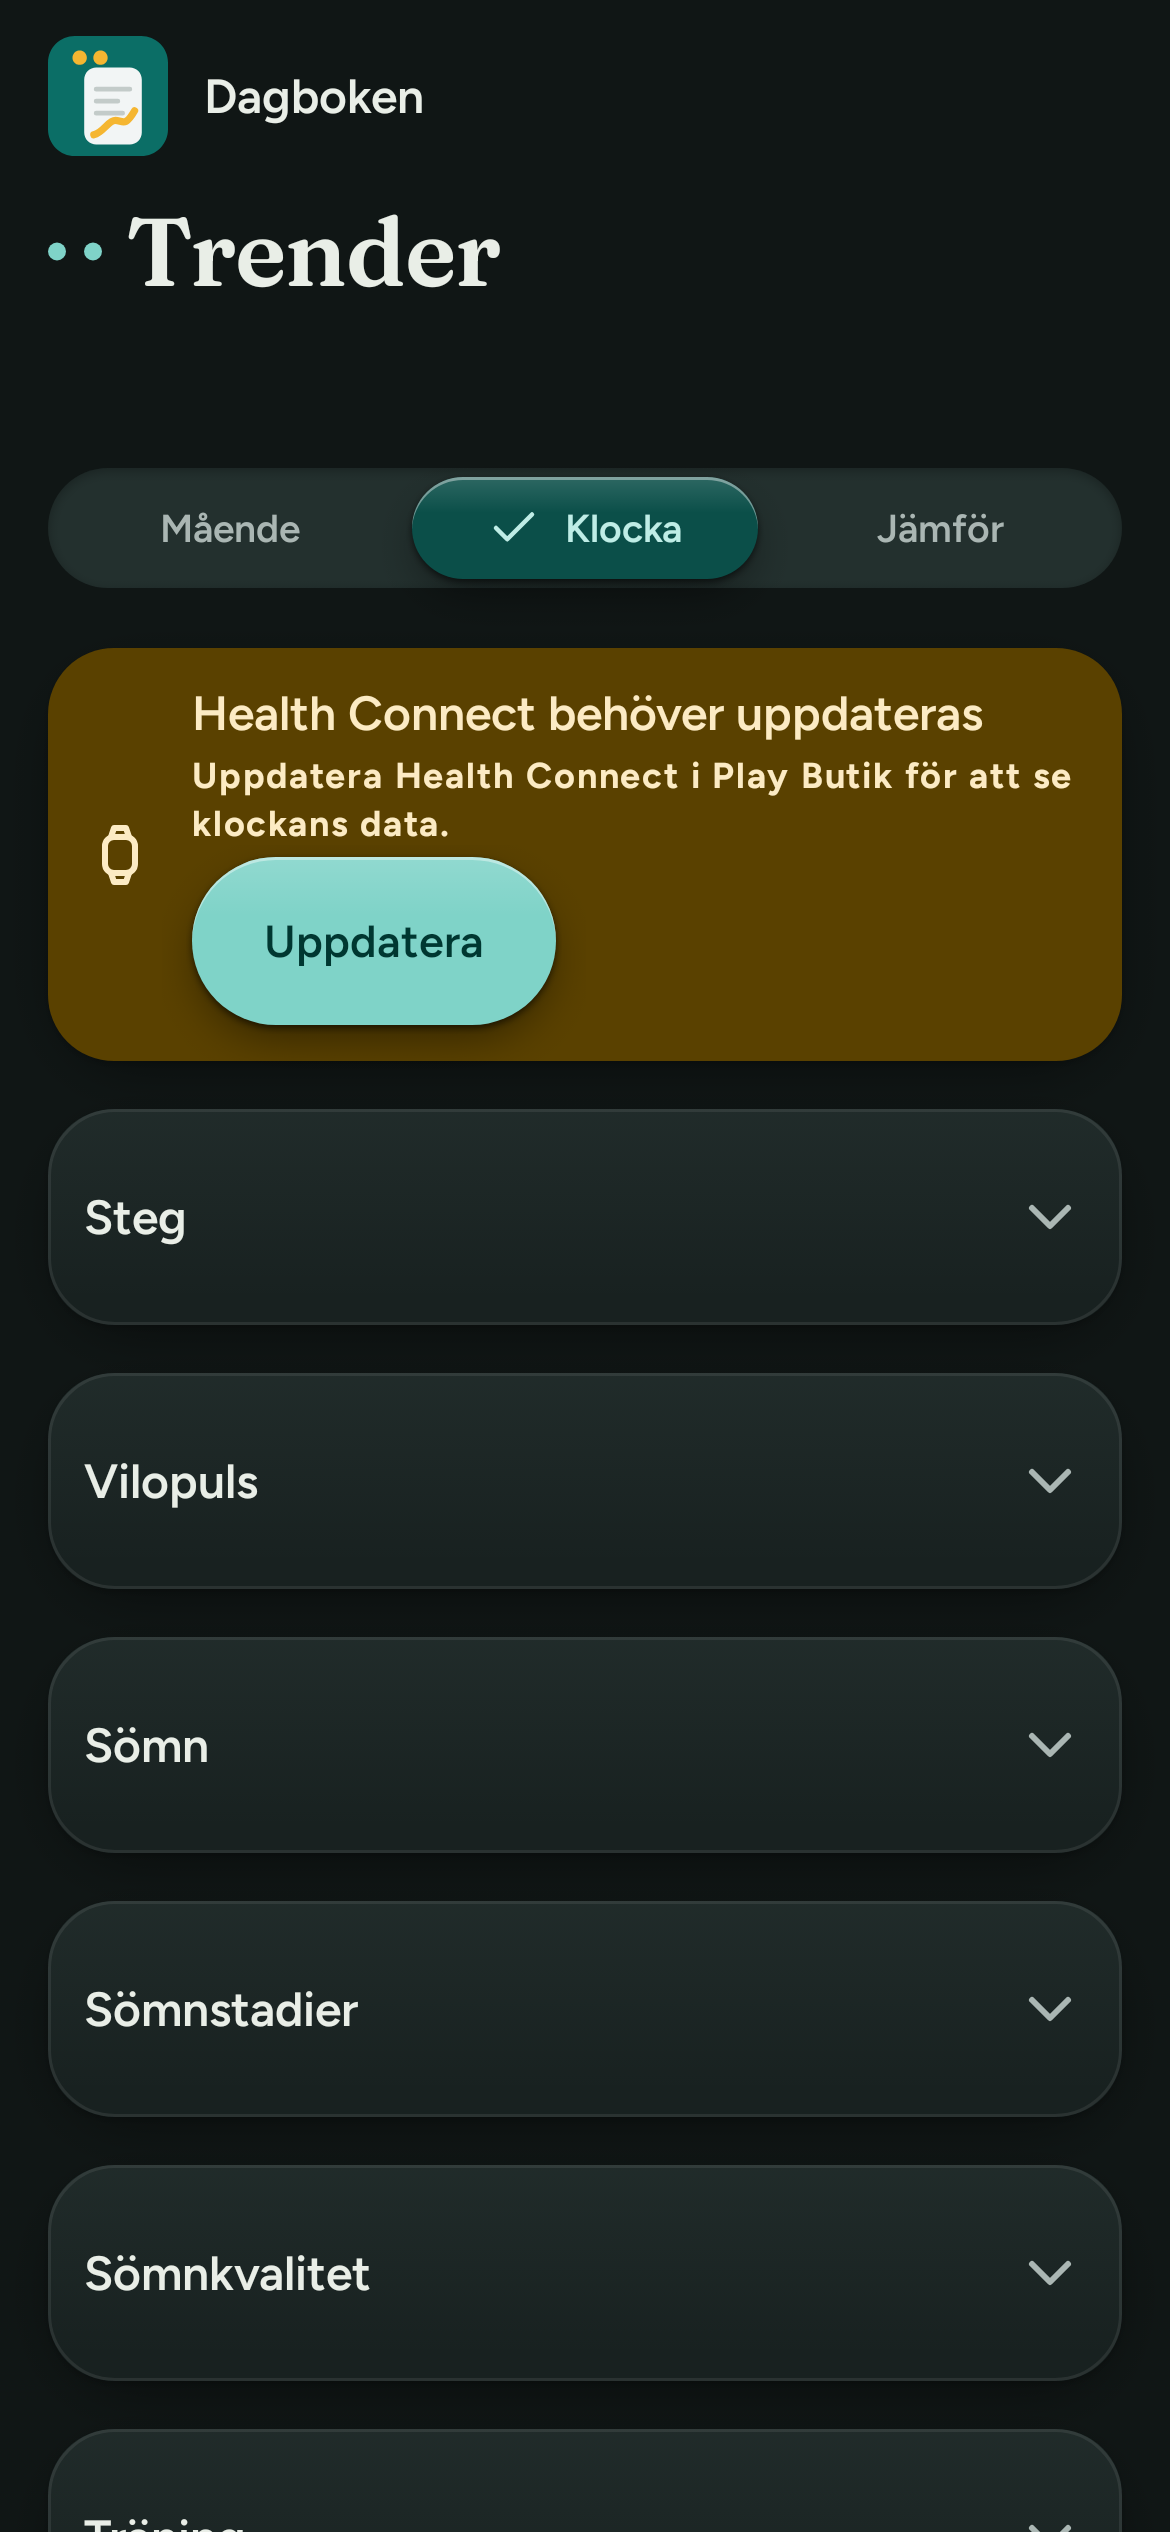 Dagboken
Trender
Mående
Klocka
Jämför
Health Connect behöver uppdateras
Uppdatera Health Connect i Play Butik för att se
klockans data.
Uppdatera
Steg
Vilopuls
Sömn
Sömnstadier
Sömnkvalitet
Träning